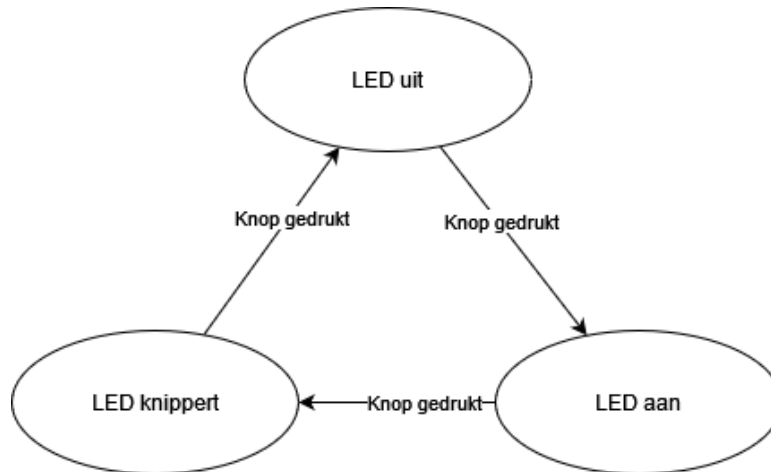 LED uit
Knop gedrukt
Knop gedrukt
LED knippert
Knop gedrukt
LED aan